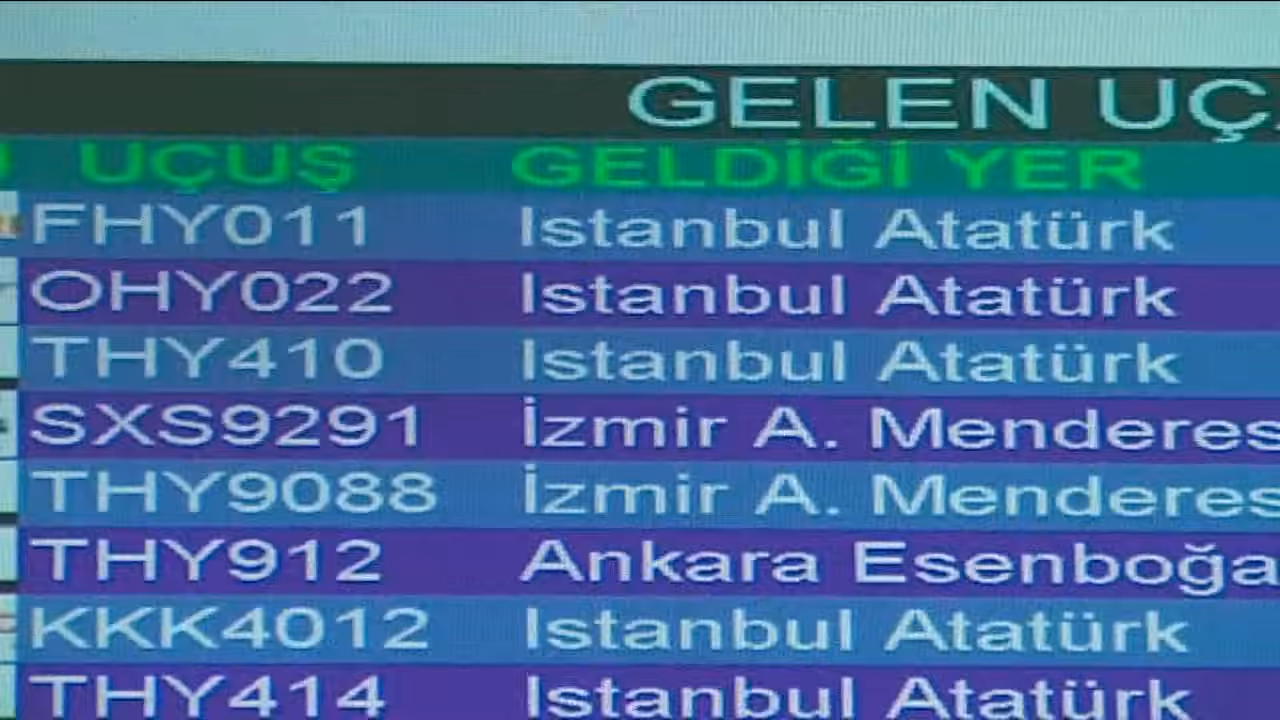 GELEN UÇ
UÇUŞ GELDİĞİ YER
FHY011 Istanbul Atatürk
OHY022 Istanbul Atatürk
THY410 Istanbul Atatürk
SXS9291 İzmir A. Menderes
THY9088 İzmir A. Menderes
THY912 Ankara Esenboğa
KKK4012 Istanbul Atatürk
THY414 Istanbul Atatürk